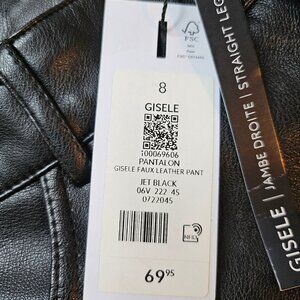 FSC
8
GISELE
100069606
PANTALON
GISELE FAUX LEATHER PANT
JET BLACK
06V 222 45
0722045
69.95
GISELE | JAMBE DROITE | STRAIGHT LEG